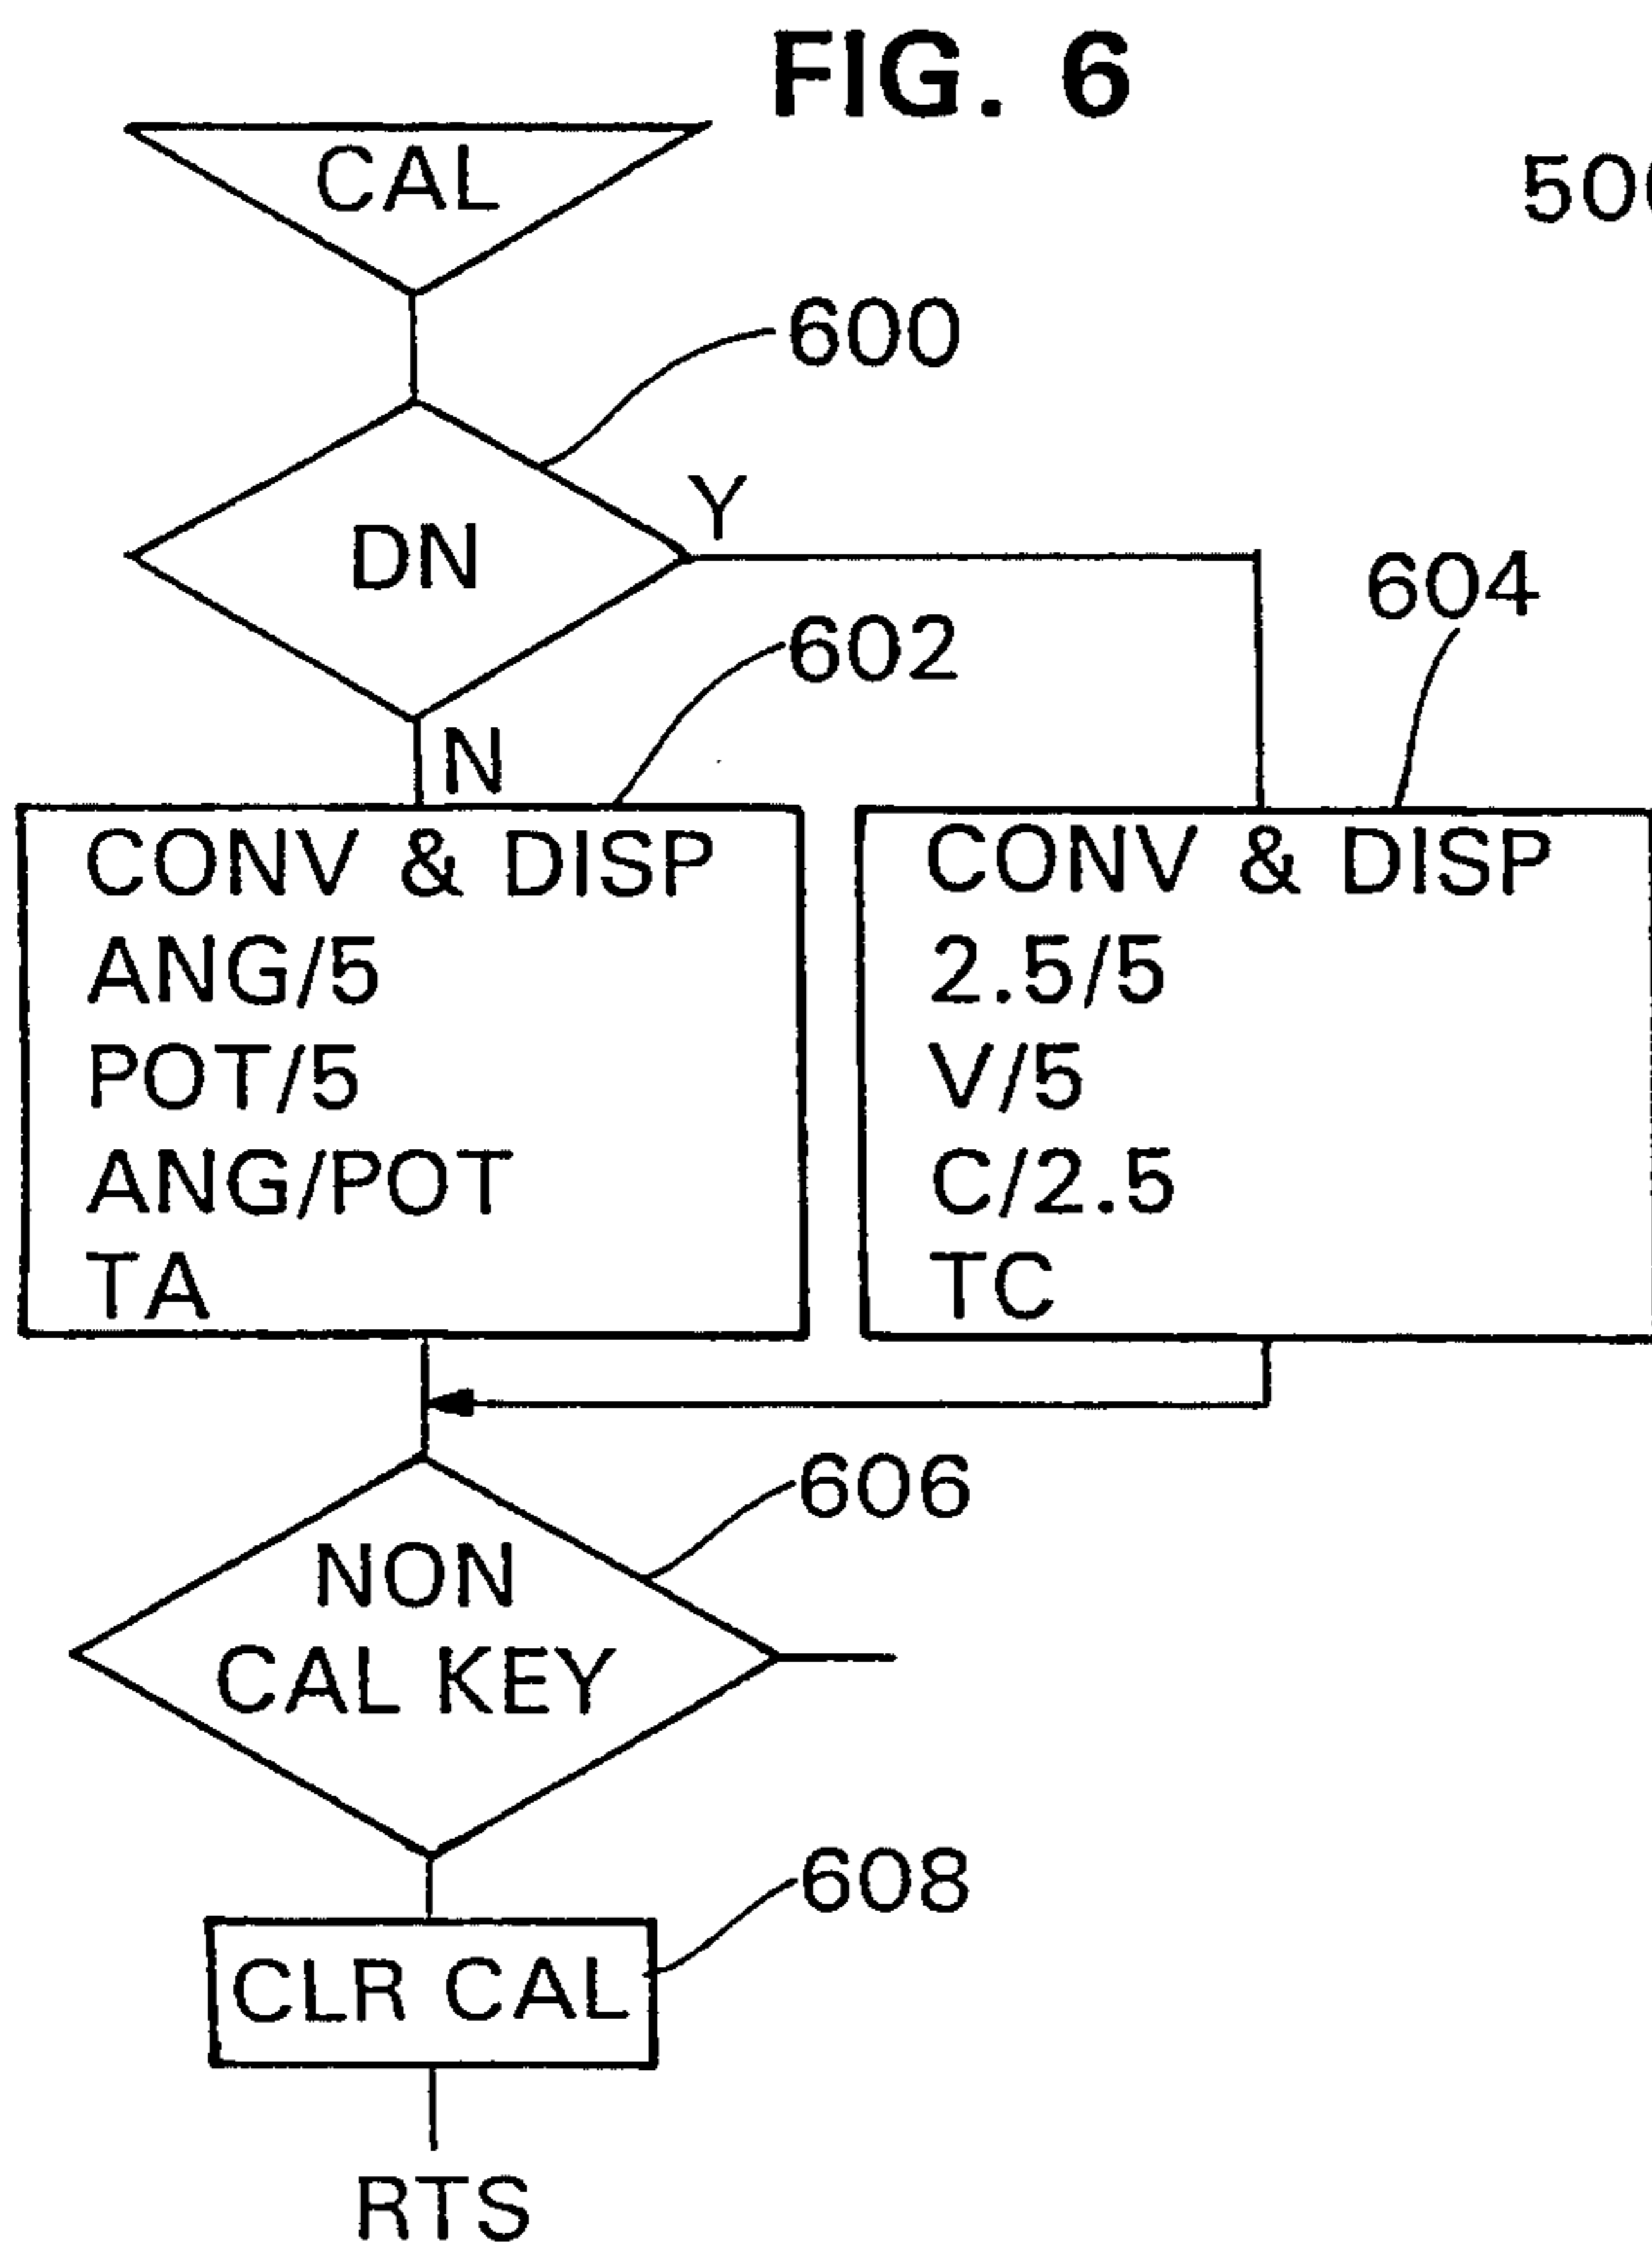 FIG. 6
CAL
600
DN
Y
604
602
N
CONV & DISP
ANG/5
POT/5
ANG/POT
TA
CONV & DISP
2.5/5
V/5
C/2.5
TC
606
NON
CAL KEY
608
CLR CAL
RTS